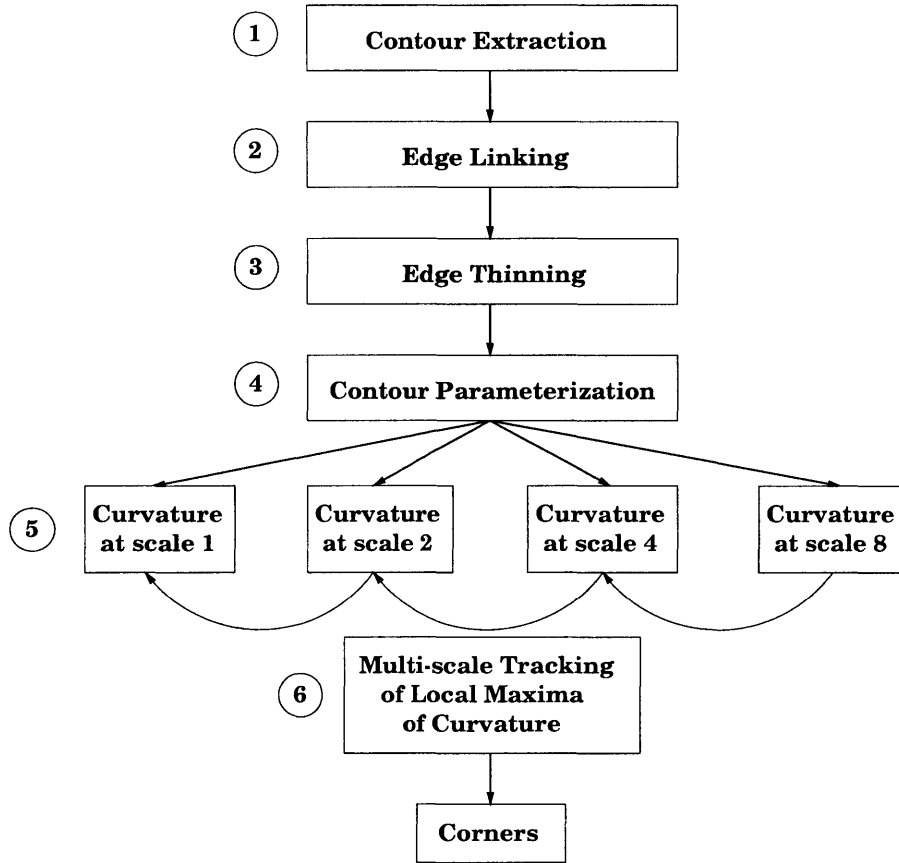 1
Contour Extraction
2
Edge Linking
3
Edge Thinning
4
Contour Parameterization
5
Curvature
at scale 1
Curvature
at scale 2
Curvature
at scale 4
Curvature
at scale 8
6
Multi-scale Tracking
of Local Maxima
of Curvature
Corners